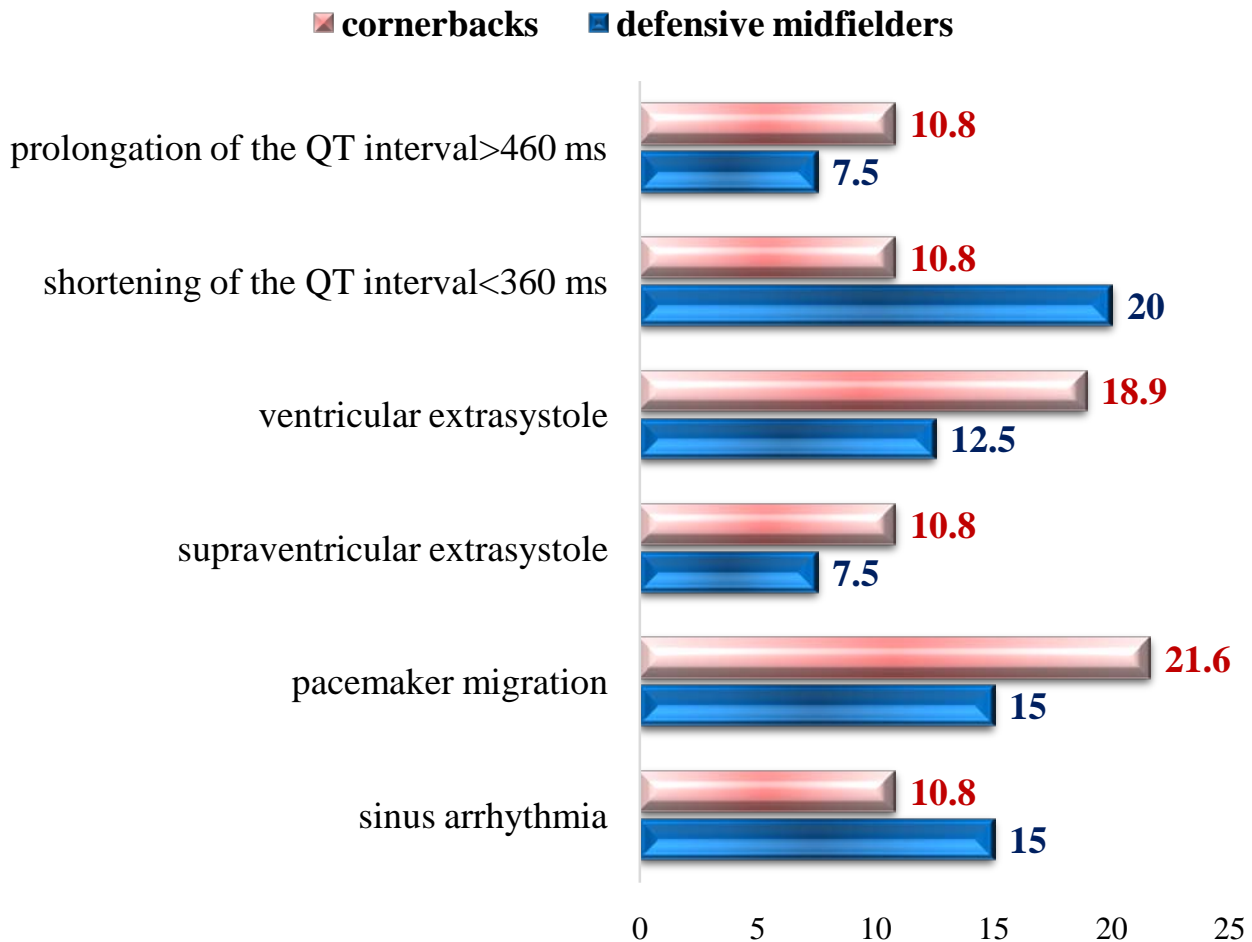 cornerbacks defensive midfielders
prolongation of the QT interval>460 ms
10.8
7.5
shortening of the QT interval<360 ms
10.8
20
ventricular extrasystole
18.9
12.5
supraventricular extrasystole
10.8
7.5
pacemaker migration
21.6
15
sinus arrhythmia
10.8
15
0 5 10 15 20 25